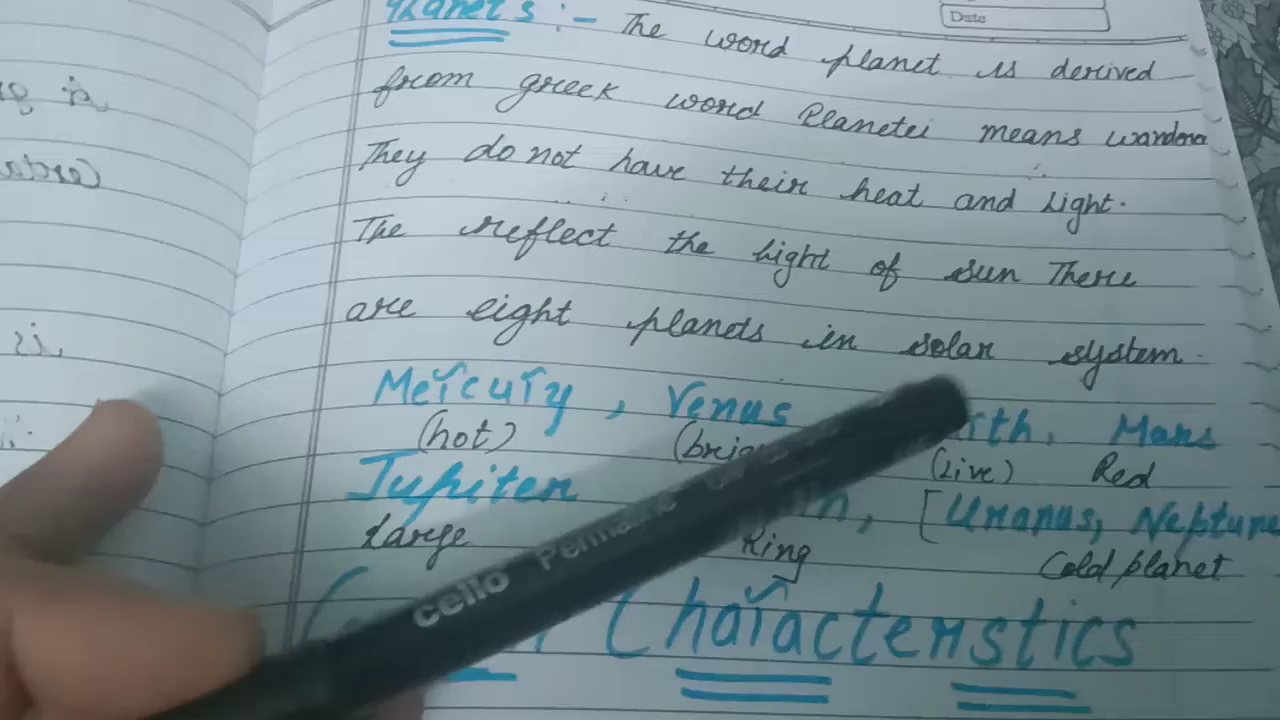 Date
Planets :- The word planet is derived
from greek word Planetei means wanderer
They do not have their heat and light.
The reflect the light of sun There
are eight planets in solar system.
Mercury, Venus Mars
(hot) (live) Red
Jupiter [Uranus, Neptune
Large Ring Cold planet
cello
Characteristics